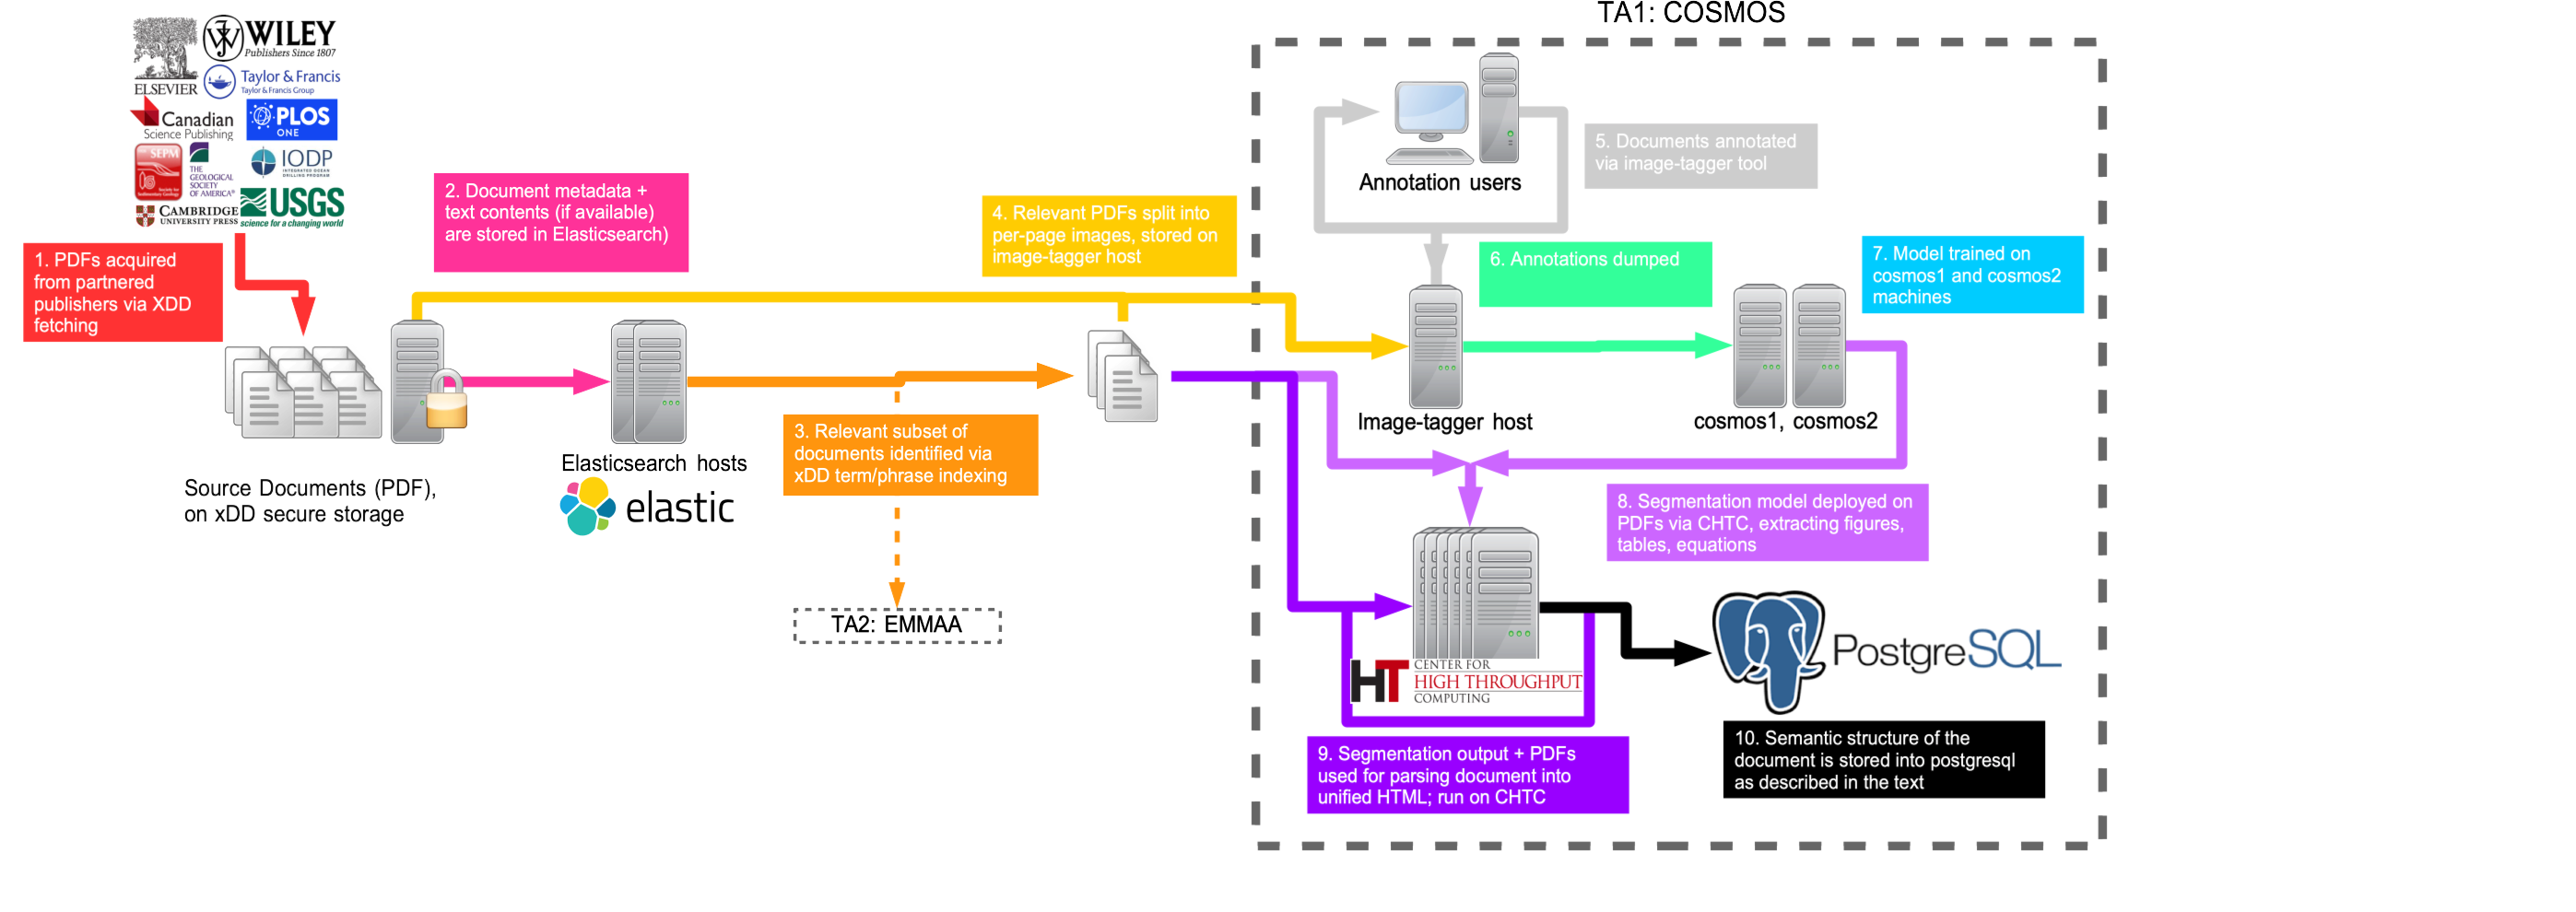 TA1: COSMOS
WILEY
Publishers Since 1807
ELSEVIER
Taylor & Francis
Taylor & Francis Group
Canadian
Science Publishing
PLOS
ONE
SEPM
Society for
Sedimentary Geology
THE
GEOLOGICAL
SOCIETY
OF AMERICA®
IODP
INTEGRATED OCEAN
DRILLING PROGRAM
CAMBRIDGE
UNIVERSITY PRESS
USGS
science for a changing world
1. PDFs acquired
from partnered
publishers via XDD
fetching
2. Document metadata +
text contents (if available)
are stored in Elasticsearch)
4. Relevant PDFs split into
per-page images, stored on
image-tagger host
Annotation users
5. Documents annotated
via image-tagger tool
6. Annotations dumped
7. Model trained on
cosmos1 and cosmos2
machines
Source Documents (PDF),
on xDD secure storage
Elasticsearch hosts
elastic
3. Relevant subset of
documents identified via
xDD term/phrase indexing
TA2: EMMAA
Image-tagger host
cosmos1, cosmos2
8. Segmentation model deployed on
PDFs via CHTC, extracting figures,
tables, equations
HT
CENTER FOR
HIGH THROUGHPUT
COMPUTING
PostgreSQL
9. Segmentation output + PDFs
used for parsing document into
unified HTML; run on CHTC
10. Semantic structure of the
document is stored into postgresql
as described in the text